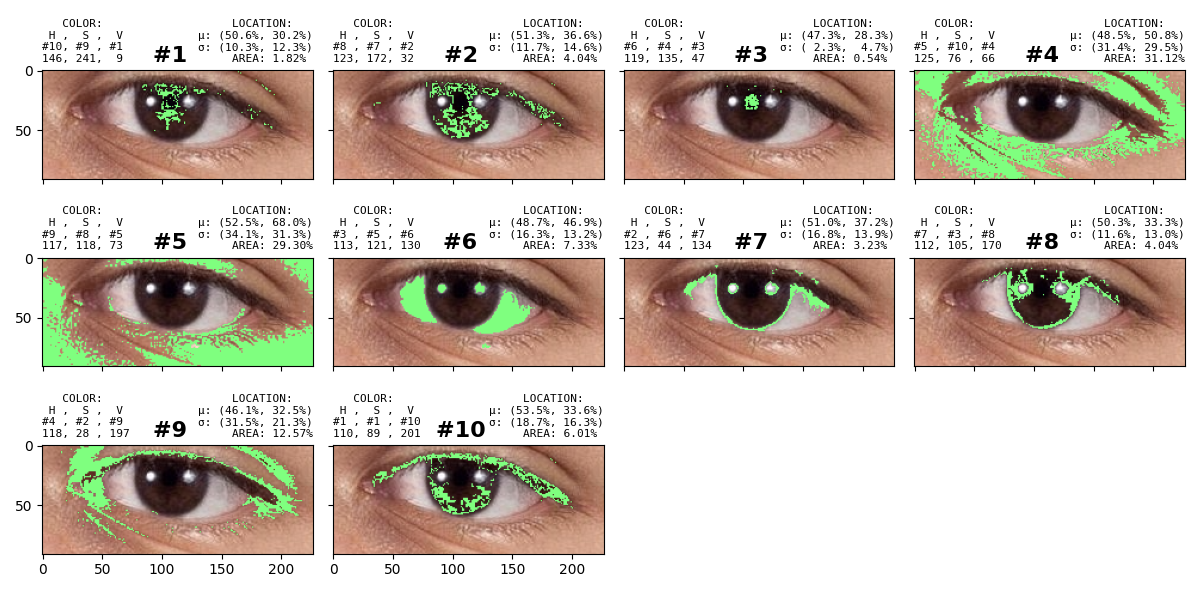 COLOR: LOCATION:
H , S , V μ: (50.6%, 30.2%)
#10, #9 , #1 #1 σ: (10.3%, 12.3%)
146, 241, 9 AREA: 1.82%
COLOR: LOCATION:
H , S , V μ: (51.3%, 36.6%)
#8 , #7 , #2 #2 σ: (11.7%, 14.6%)
123, 172, 32 AREA: 4.04%
COLOR: LOCATION:
H , S , V μ: (47.3%, 28.3%)
#6 , #4 , #3 #3 σ: ( 2.3%, 4.7%)
119, 135, 47 AREA: 0.54%
COLOR: LOCATION:
H , S , V μ: (48.5%, 50.8%)
#5 , #10, #4 #4 σ: (31.4%, 29.5%)
125, 76 , 66 AREA: 31.12%
0
50
COLOR: LOCATION:
H , S , V μ: (52.5%, 68.0%)
#9 , #8 , #5 #5 σ: (34.1%, 31.3%)
117, 118, 73 AREA: 29.30%
COLOR: LOCATION:
H , S , V μ: (48.7%, 46.9%)
#3 , #5 , #6 #6 σ: (16.3%, 13.2%)
113, 121, 130 AREA: 7.33%
COLOR: LOCATION:
H , S , V μ: (51.0%, 37.2%)
#2 , #6 , #7 #7 σ: (16.8%, 13.9%)
123, 44 , 134 AREA: 3.23%
COLOR: LOCATION:
H , S , V μ: (50.3%, 33.3%)
#7 , #3 , #8 #8 σ: (11.6%, 13.0%)
112, 105, 170 AREA: 4.04%
0
50
COLOR: LOCATION:
H , S , V μ: (46.1%, 32.5%)
#4 , #2 , #9 #9 σ: (31.5%, 21.3%)
118, 28 , 197 AREA: 12.57%
COLOR: LOCATION:
H , S , V μ: (53.5%, 33.6%)
#1 , #1 , #10 #10 σ: (18.7%, 16.3%)
110, 89 , 201 AREA: 6.01%
0
50
0 50 100 150 200
0 50 100 150 200